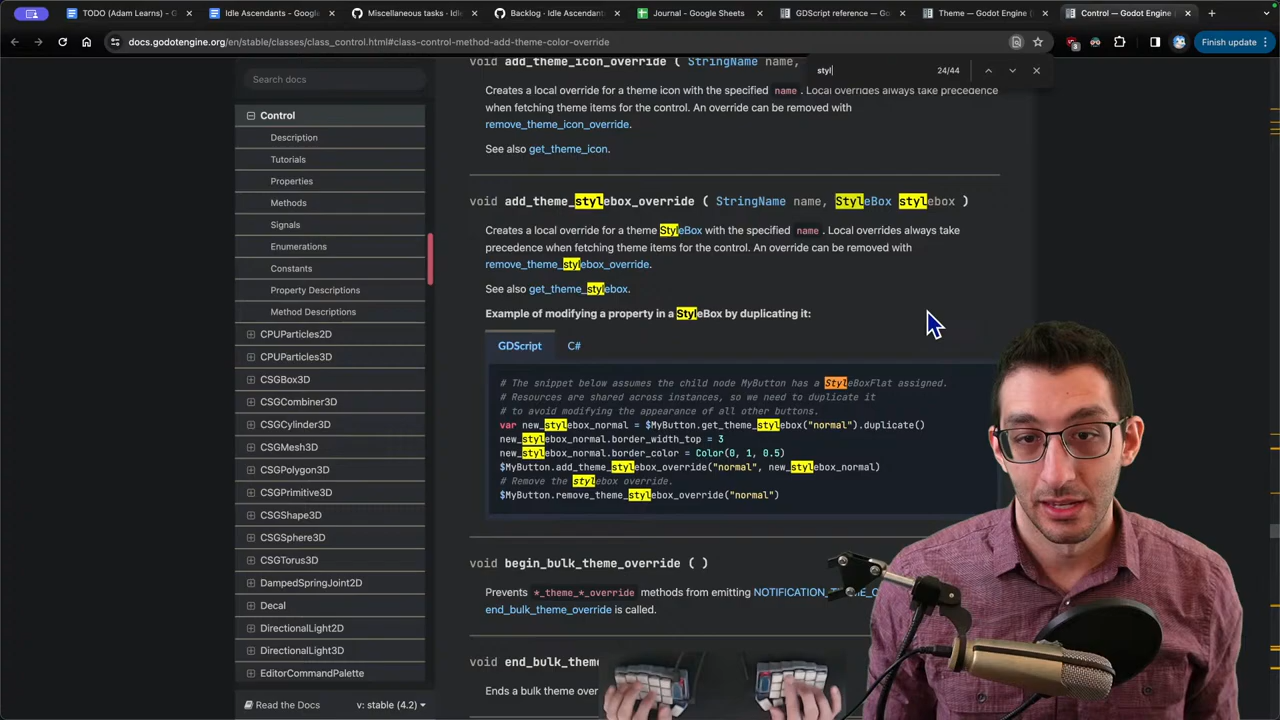 TODO (Adam Learns) - D
Idle Ascendants - Google
Miscellaneous tasks · Idle
Backlog · Idle Ascendant
Journal - Google Sheets
GDScript reference — Go
Theme — Godot Engine (
Control — Godot Engine
docs.godotengine.org/en/stable/classes/class_control.html#class-control-method-add-theme-color-override
Finish update
styl
24/44
Search docs
Control
Description
Tutorials
Properties
Methods
Signals
Enumerations
Constants
Property Descriptions
Method Descriptions
CPUParticles2D
CPUParticles3D
CSGBox3D
CSGCombiner3D
CSGCylinder3D
CSGMesh3D
CSGPolygon3D
CSGPrimitive3D
CSGShape3D
CSGSphere3D
CSGTorus3D
DampedSpringJoint2D
Decal
DirectionalLight2D
DirectionalLight3D
EditorCommandPalette
Read the Docs
v: stable (4.2)
void add_theme_icon_override ( StringName name,
Creates a local override for a theme icon with the specified name . Local overrides always take precedence
when fetching theme items for the control. An override can be removed with
remove_theme_icon_override.
See also get_theme_icon.
void add_theme_stylebox_override ( StringName name, StyleBox stylebox )
Creates a local override for a theme StyleBox with the specified name . Local overrides always take
precedence when fetching theme items for the control. An override can be removed with
remove_theme_stylebox_override.
See also get_theme_stylebox.
Example of modifying a property in a StyleBox by duplicating it:
GDScript
C#
# The snippet below assumes the child node MyButton has a StyleBoxFlat assigned.
# Resources are shared across instances, so we need to duplicate it
# to avoid modifying the appearance of all other buttons.
var new_stylebox_normal = $MyButton.get_theme_stylebox("normal").duplicate()
new_stylebox_normal.border_width_top = 3
new_stylebox_normal.border_color = Color(0, 1, 0.5)
$MyButton.add_theme_stylebox_override("normal", new_stylebox_normal)
# Remove the stylebox override.
$MyButton.remove_theme_stylebox_override("normal")
void begin_bulk_theme_override ( )
Prevents *_theme_*_override methods from emitting NOTIFICATION_THEME_C
end_bulk_theme_override is called.
void end_bulk_theme
Ends a bulk theme over